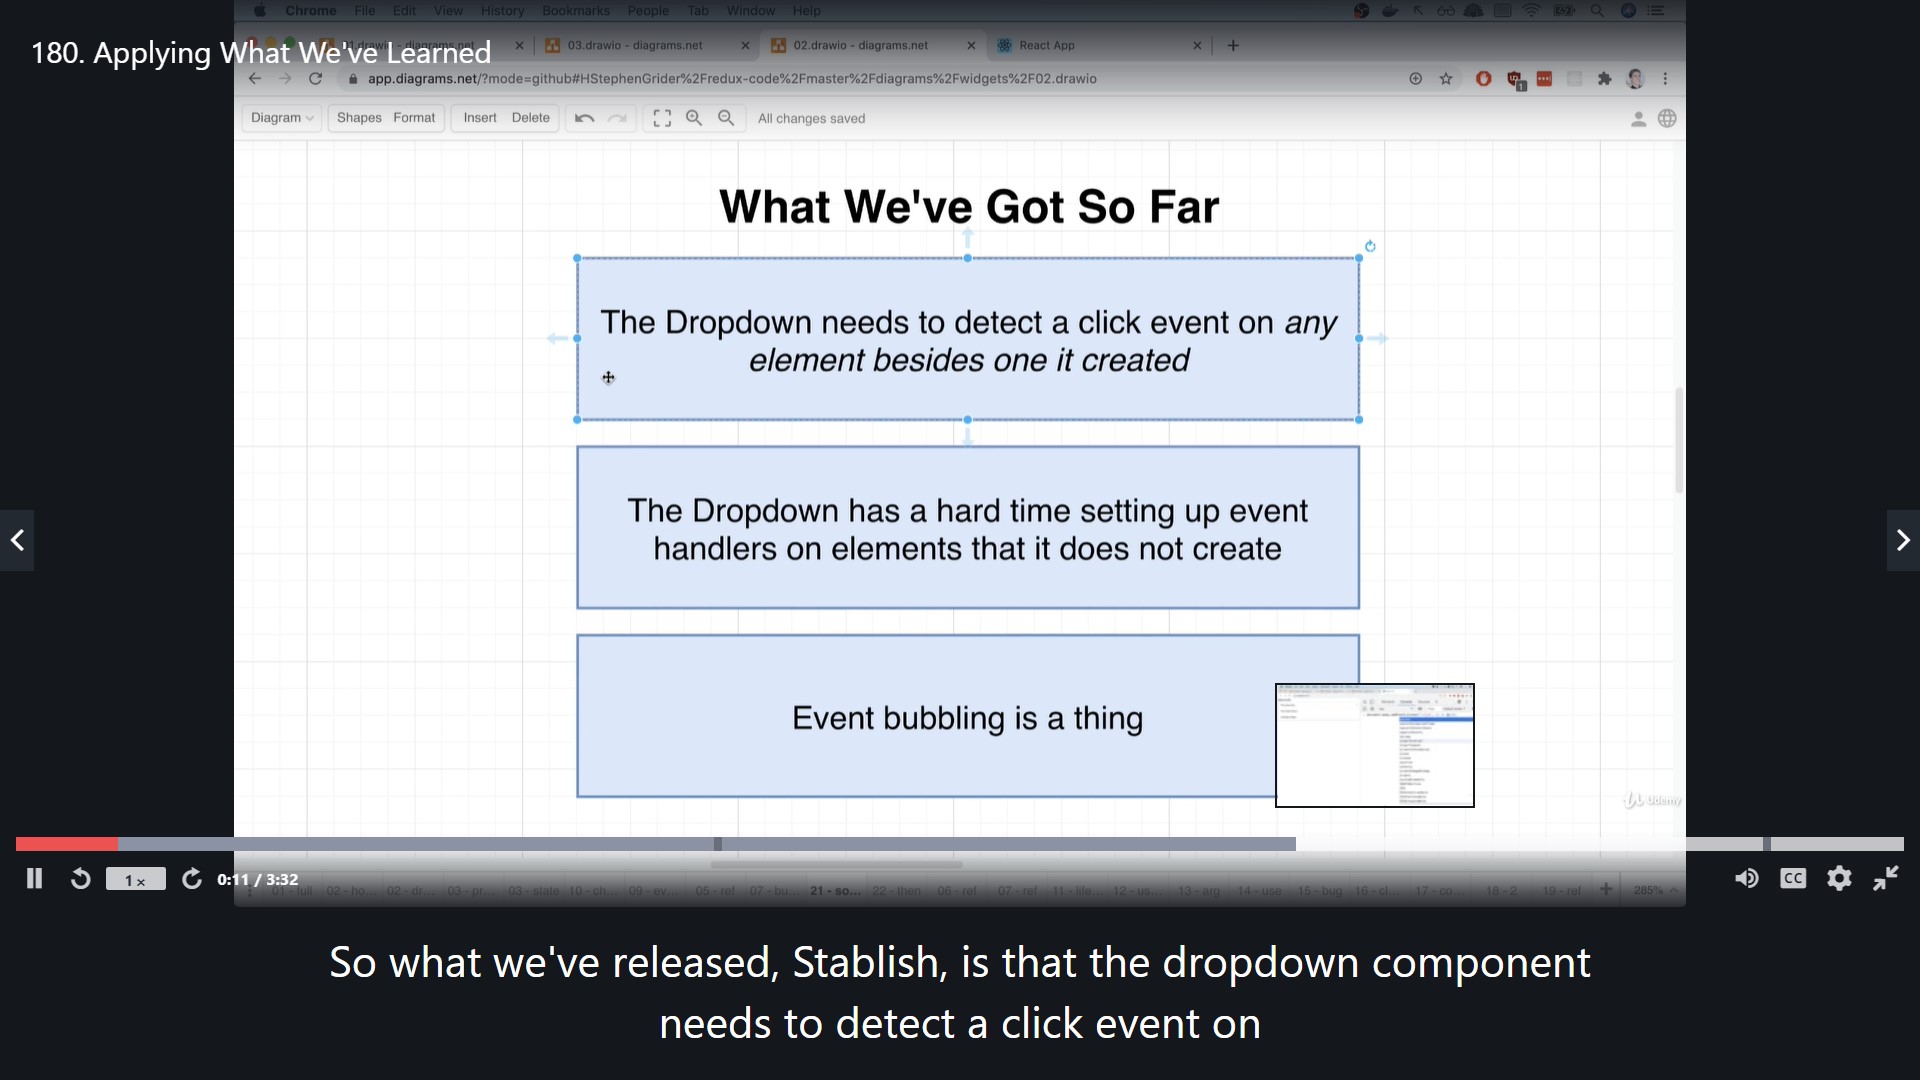 Chrome File Edit View History Bookmarks People Tab Window Help
180. Applying What We've Learned
03.drawio - diagrams.net
02.drawio - diagrams.net
React App
app.diagrams.net/?mode=github#HStephenGrider%2Fredux-code%2Fmaster%2Fdiagrams%2Fwidgets%2F02.drawio
Diagram Shapes Format Insert Delete All changes saved
What We've Got So Far
The Dropdown needs to detect a click event on any
element besides one it created
The Dropdown has a hard time setting up event
handlers on elements that it does not create
Event bubbling is a thing
Udemy
1x 0:11 / 3:32 CC
01 - full 02 - ho... 02 - dr... 03 - pr... 03 - state 10 - ch... 09 - ev... 05 - ref 07 - bu... 21 - so... 22 - then 06 - ref 07 - ref 11 - life... 12 - us... 13 - arg 14 - use 15 - bug 16 - cl... 17 - co... 18 - 2 19 - ref 285%
So what we've released, Stablish, is that the dropdown component
needs to detect a click event on